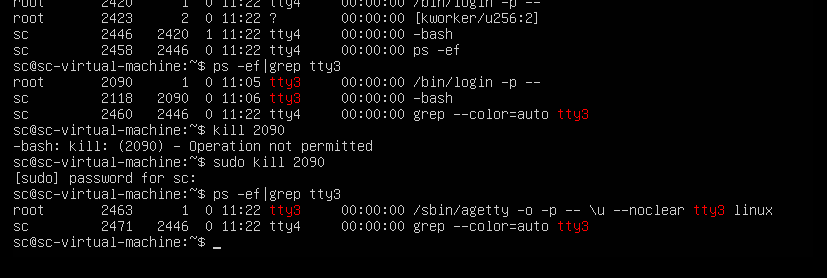 root 2420 1 0 11:22 tty4 00:00:00 /bin/login -p --
root 2423 2 0 11:22 ? 00:00:00 [kworker/u256:2]
sc 2446 2420 1 11:22 tty4 00:00:00 -bash
sc 2458 2446 0 11:22 tty4 00:00:00 ps -ef
sc@sc-virtual-machine:~$ ps -ef|grep tty3
root 2090 1 0 11:05 tty3 00:00:00 /bin/login -p --
sc 2118 2090 0 11:06 tty3 00:00:00 -bash
sc 2460 2446 0 11:22 tty4 00:00:00 grep --color=auto tty3
sc@sc-virtual-machine:~$ kill 2090
-bash: kill: (2090) - Operation not permitted
sc@sc-virtual-machine:~$ sudo kill 2090
[sudo] password for sc:
sc@sc-virtual-machine:~$ ps -ef|grep tty3
root 2463 1 0 11:22 tty3 00:00:00 /sbin/agetty -o -p -- \u --noclear tty3 linux
sc 2471 2446 0 11:22 tty4 00:00:00 grep --color=auto tty3
sc@sc-virtual-machine:~$ _